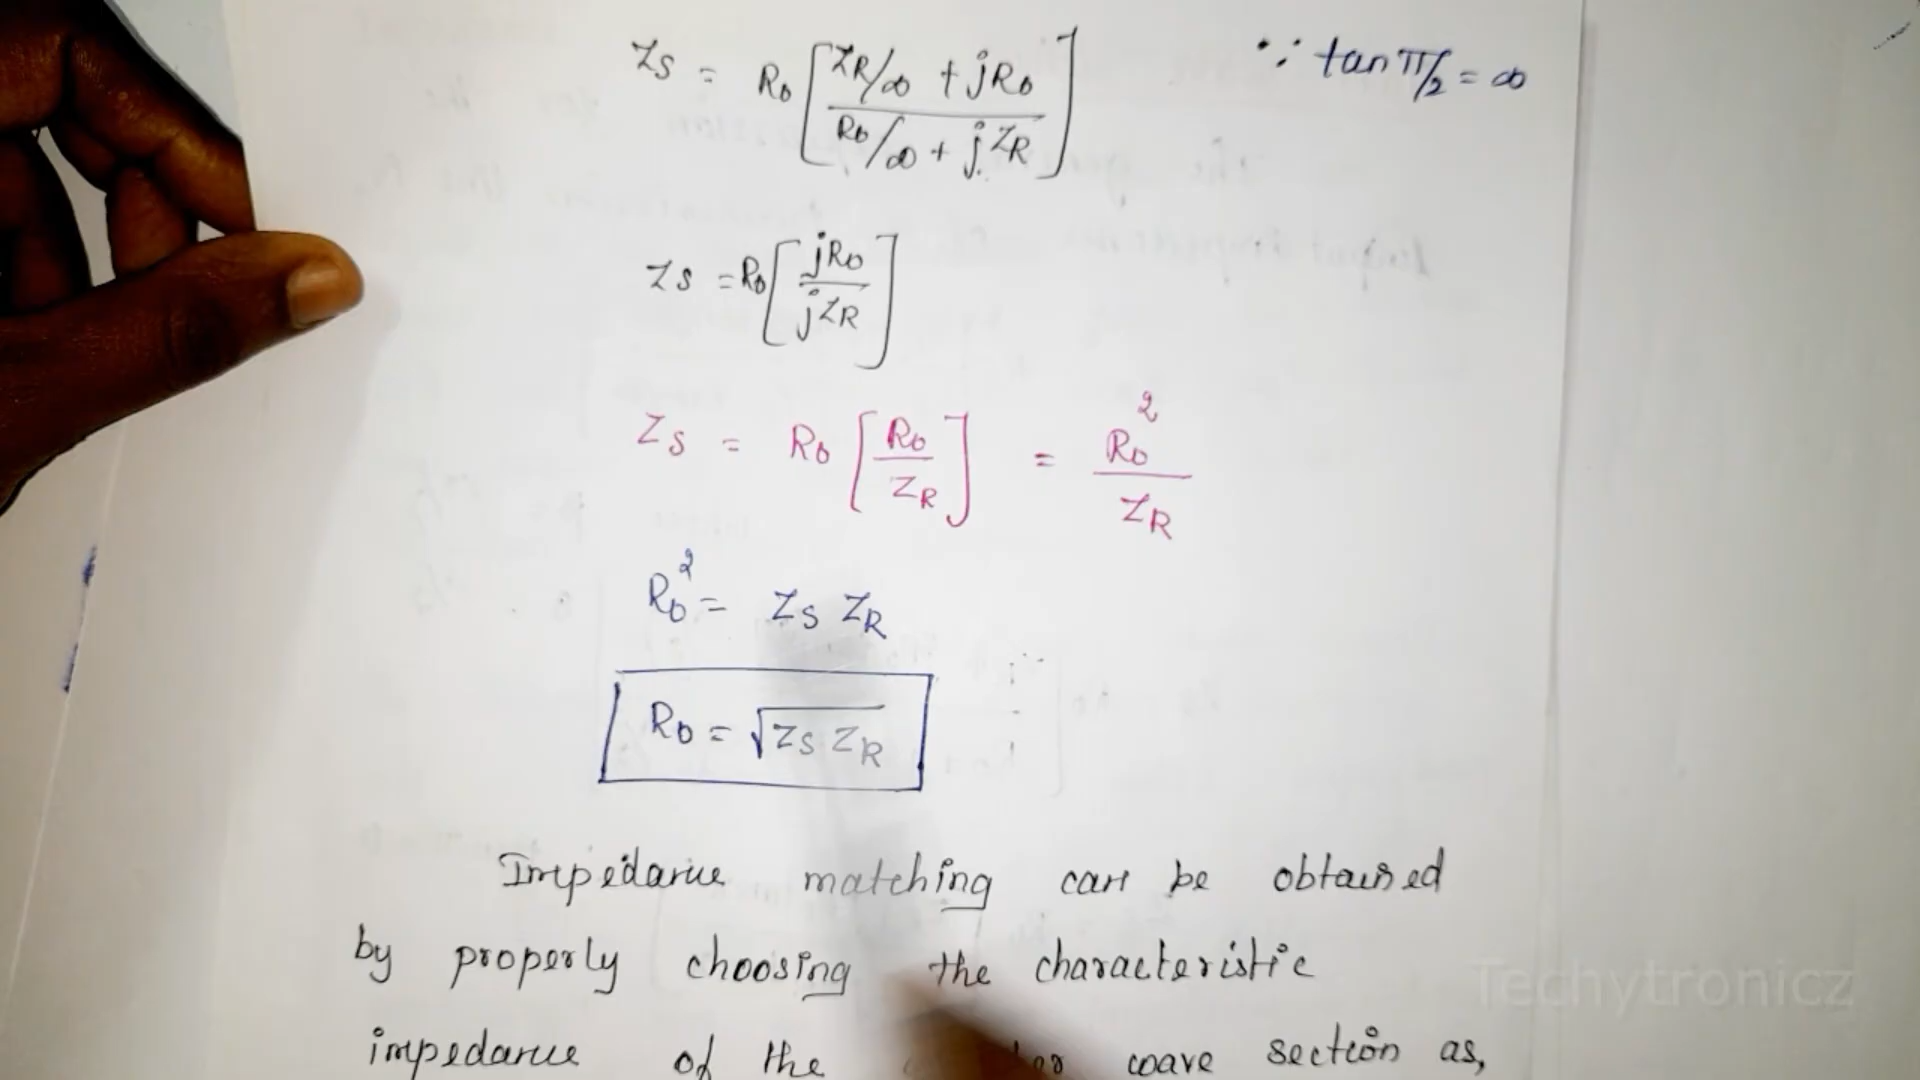 Zs = R0 [ZR/∞ + jR0 / R0/∞ + jZR] ∵ tan π/2 = ∞
Zs = R0 [jR0 / jZR]
Zs = R0 [R0 / ZR] = R0² / ZR
R0² = Zs ZR
R0 = √Zs ZR
Impedance matching can be obtained
by properly choosing the characteristic
impedance of the wave section as,
Techytronicz